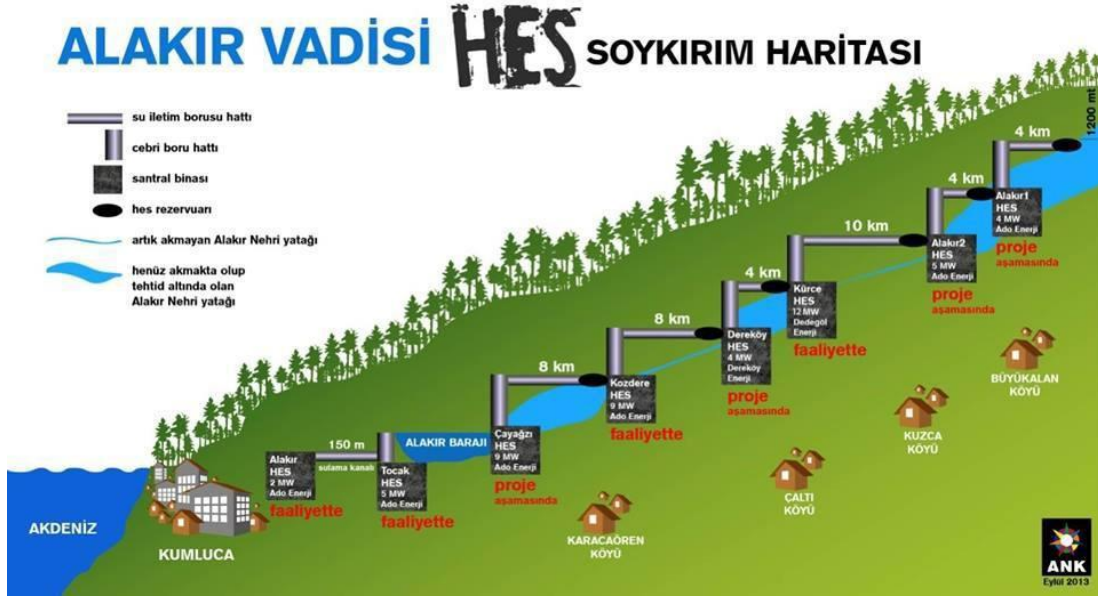 ALAKIR VADİSİ HES SOYKIRIM HARİTASI
su iletim borusu hattı
cebri boru hattı
santral binası
hes rezervuarı
artık akmayan Alakır Nehri yatağı
henüz akmakta olup
tehtid altında olan
Alakır Nehri yatağı
1200 mt
4 km
Alakır1
HES
4 MW
Ado Enerji
proje
aşamasında
4 km
Alakır2
HES
5 MW
Ado Enerji
proje
aşamasında
10 km
Kürce
HES
12 MW
Dedegöl
Enerji
faaliyette
4 km
Dereköy
HES
4 MW
Dereköy
Enerji
proje
aşamasında
8 km
Kozdere
HES
9 MW
Ado Enerji
faaliyette
8 km
Çayağzı
HES
9 MW
Ado Enerji
proje
aşamasında
ALAKIR BARAJI
Tocak
HES
5 MW
Ado Enerji
faaliyette
150 m
sulama kanalı
Alakır
HES
2 MW
Ado Enerji
faaliyette
BÜYÜKALAN
KÖYÜ
KUZCA
KÖYÜ
ÇALTI
KÖYÜ
KARACAÖREN
KÖYÜ
AKDENİZ
KUMLUCA
ANK
Eylül 2013